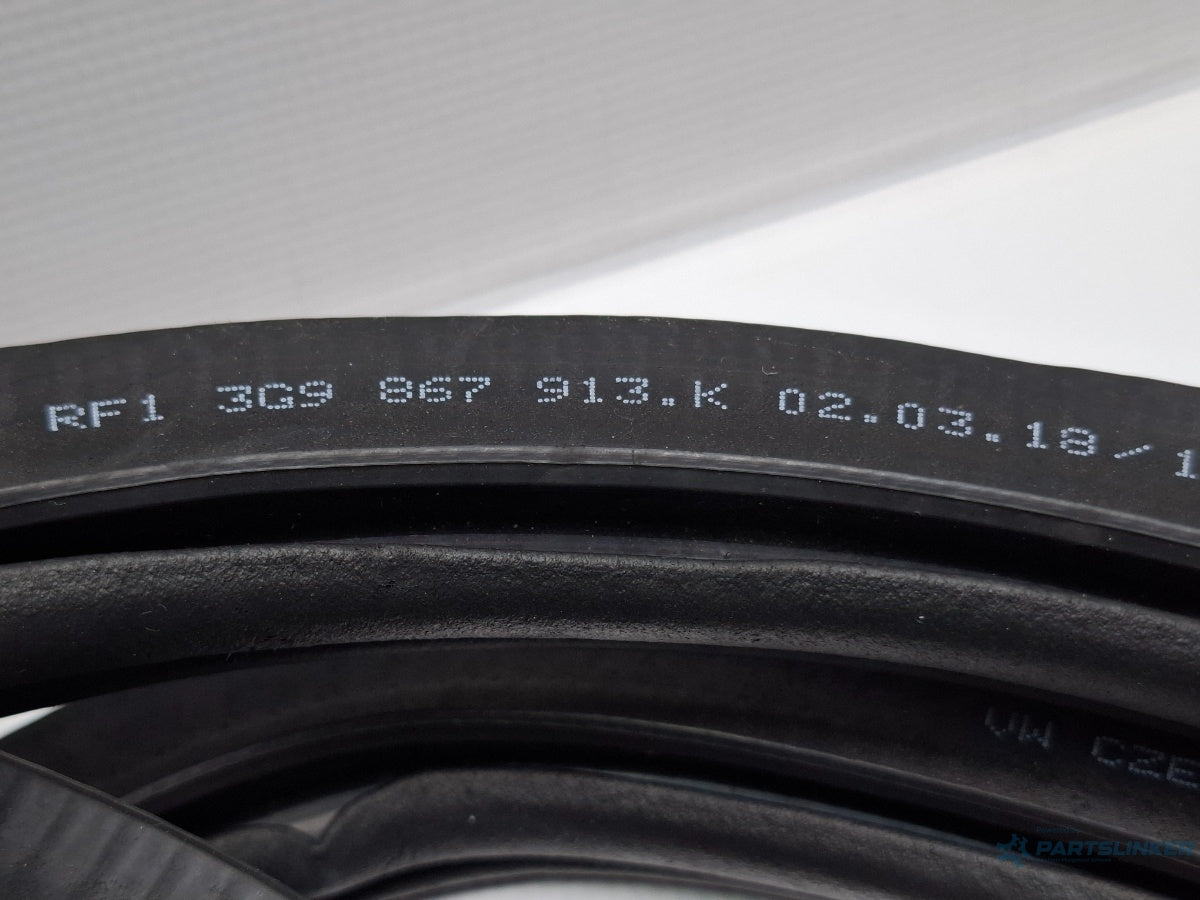 RF1 3G9 867 913.K 02.03.18/1
VW CZE
PARTSLINKER